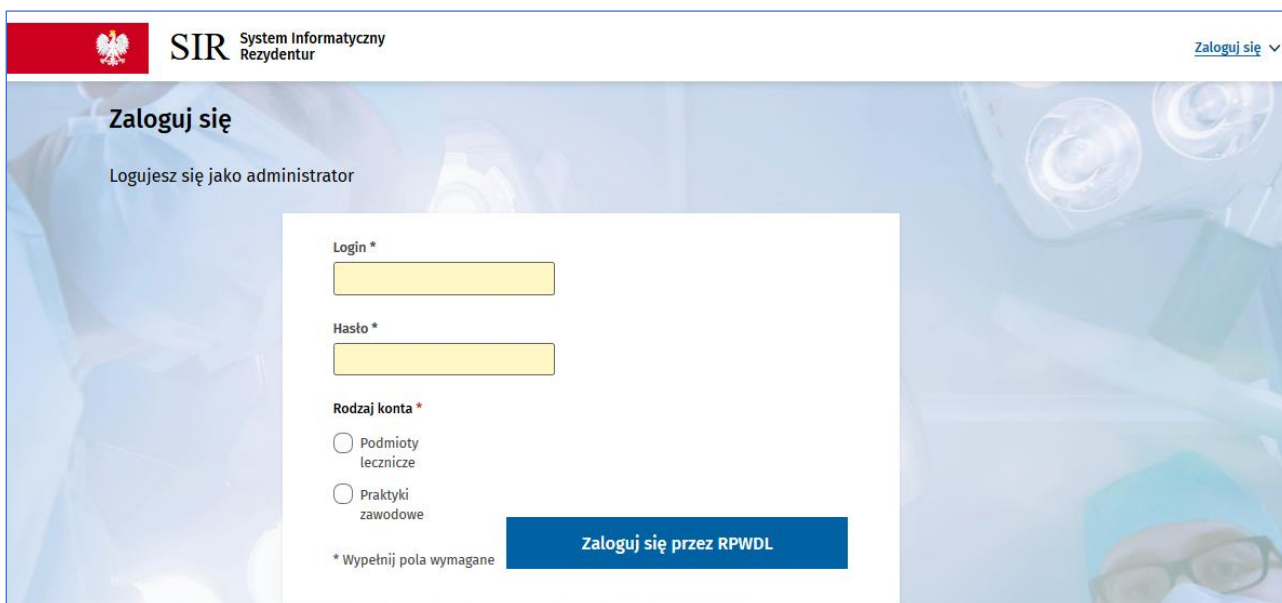 SIR System Informatyczny
Rezydentur
Zaloguj się
Zaloguj się
Logujesz się jako administrator
Login *
Hasło *
Rodzaj konta *
Podmioty
lecznicze
Praktyki
zawodowe
* Wypełnij pola wymagane
Zaloguj się przez RPWDL